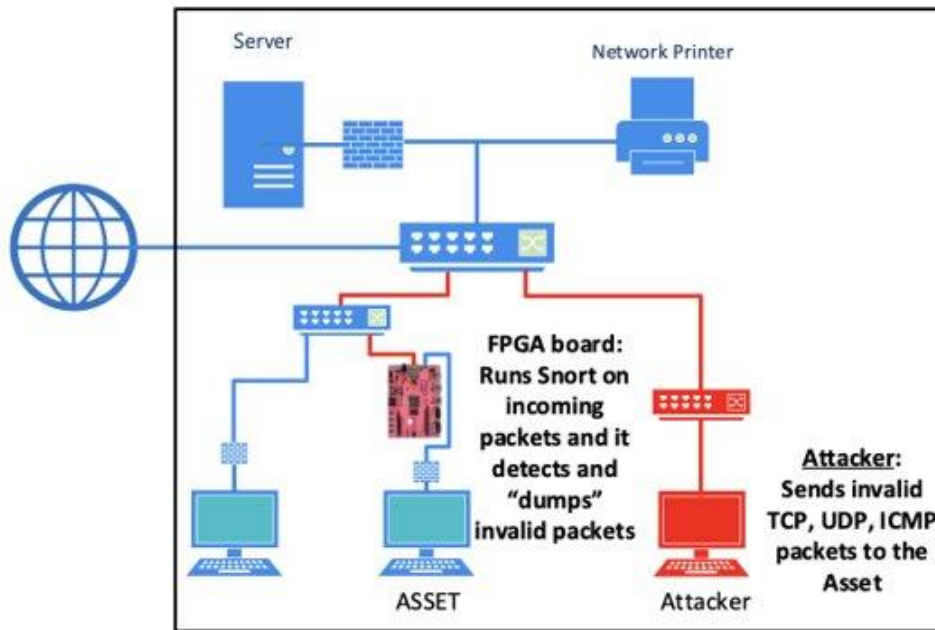 Server
Network Printer
FPGA board:
Runs Snort on
incoming
packets and it
detects and
“dumps”
invalid packets
Attacker:
Sends invalid
TCP, UDP, ICMP
packets to the
Asset
ASSET
Attacker